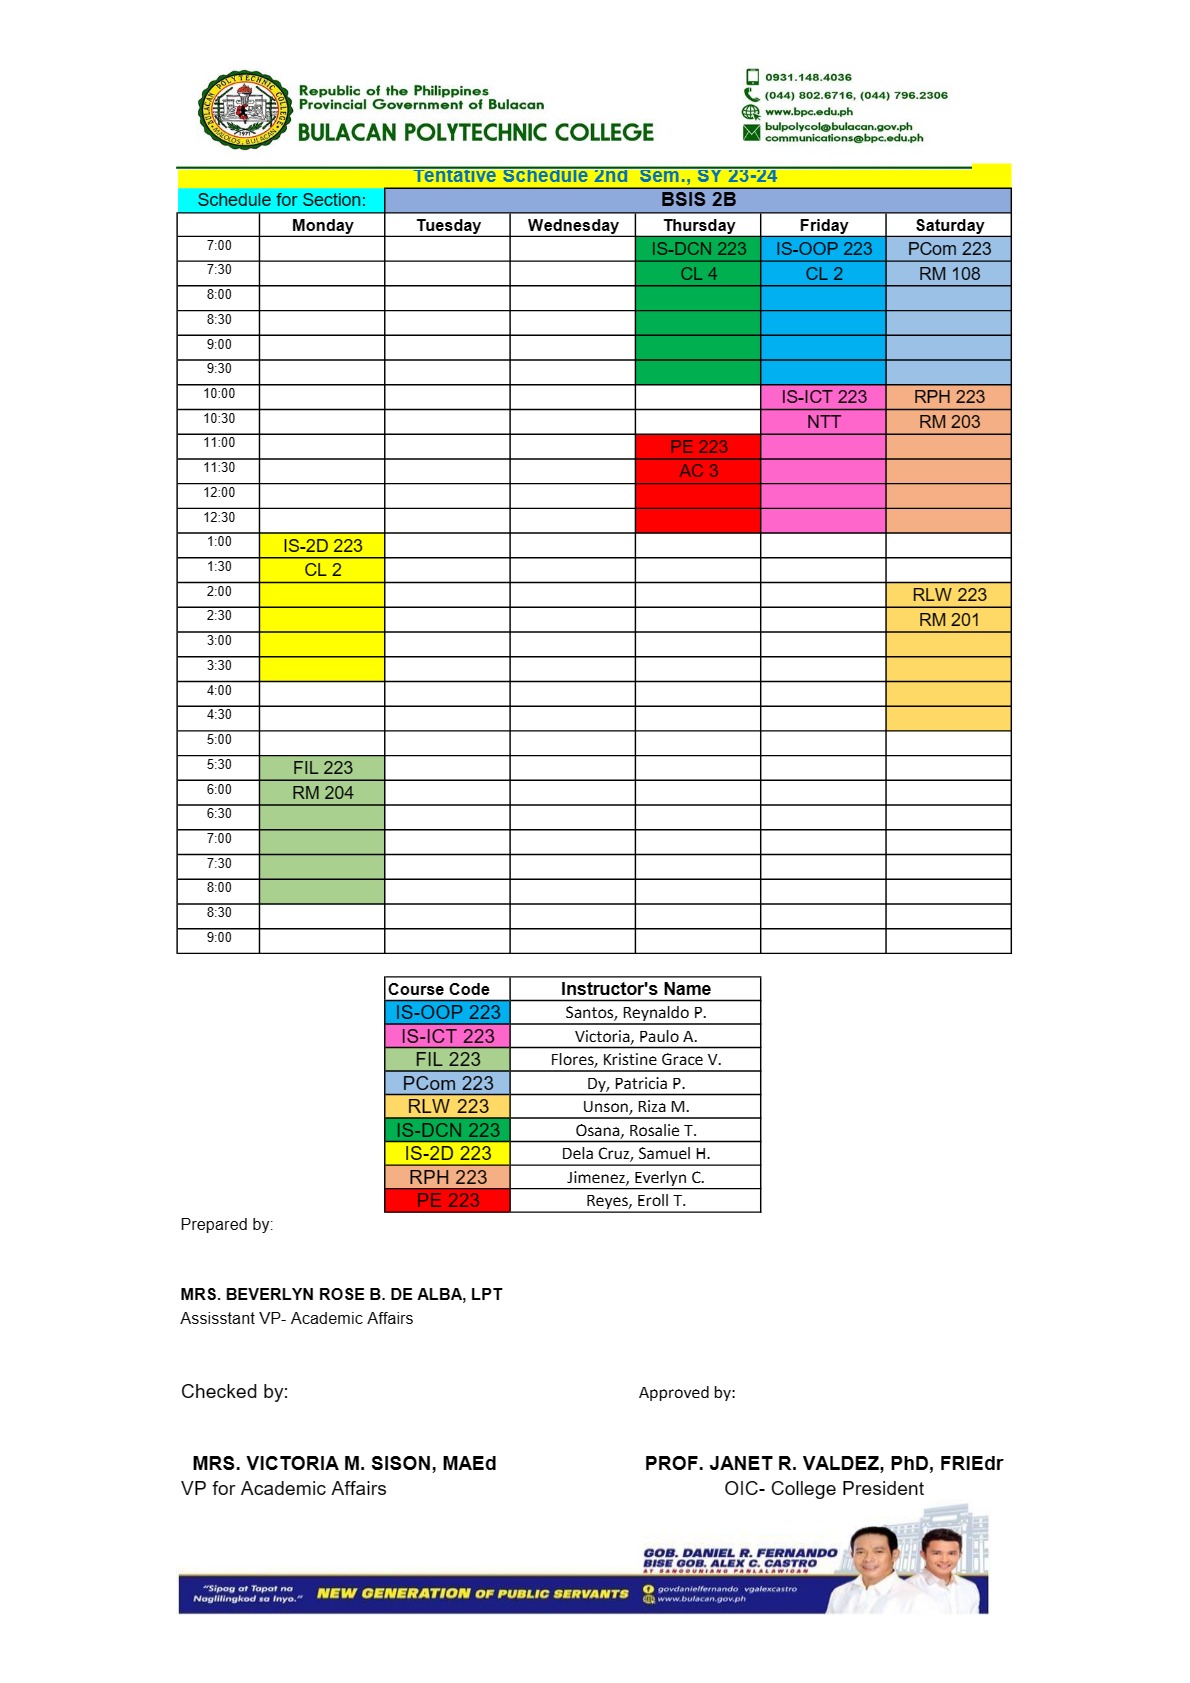 Republic of the Philippines
Provincial Government of Bulacan
BULACAN POLYTECHNIC COLLEGE
BULACAN POLYTECHNIC COLLEGE
MALOLOS, BULACAN
1971
0931.148.4036
(044) 802.6716, (044) 796.2306
www.bpc.edu.ph
bulpolycol@bulacan.gov.ph
communications@bpc.edu.ph
Tentative Schedule 2nd Sem., SY 23-24
Schedule for Section: BSIS 2B
Monday Tuesday Wednesday Thursday Friday Saturday
7:00 IS-DCN 223 IS-OOP 223 PCom 223
7:30 CL 4 CL 2 RM 108
8:00
8:30
9:00
9:30
10:00 IS-ICT 223 RPH 223
10:30 NTT RM 203
11:00 PE 223
11:30 AC 3
12:00
12:30
1:00 IS-2D 223
1:30 CL 2
2:00 RLW 223
2:30 RM 201
3:00
3:30
4:00
4:30
5:00
5:30 FIL 223
6:00 RM 204
6:30
7:00
7:30
8:00
8:30
9:00
Course Code Instructor's Name
IS-OOP 223 Santos, Reynaldo P.
IS-ICT 223 Victoria, Paulo A.
FIL 223 Flores, Kristine Grace V.
PCom 223 Dy, Patricia P.
RLW 223 Unson, Riza M.
IS-DCN 223 Osana, Rosalie T.
IS-2D 223 Dela Cruz, Samuel H.
RPH 223 Jimenez, Everlyn C.
PE 223 Reyes, Eroll T.
Prepared by:
MRS. BEVERLYN ROSE B. DE ALBA, LPT
Assisstant VP- Academic Affairs
Checked by: Approved by:
MRS. VICTORIA M. SISON, MAEd PROF. JANET R. VALDEZ, PhD, FRIEdr
VP for Academic Affairs OIC- College President
GOB. DANIEL R. FERNANDO
BISE GOB. ALEX C. CASTRO
AT SANGGUNIANG PANLALAWIGAN
"Sipag at Tapat na
Naglilingkod sa Inyo."
NEW GENERATION OF PUBLIC SERVANTS
govdanielfernando vgalexcastro
www.bulacan.gov.ph